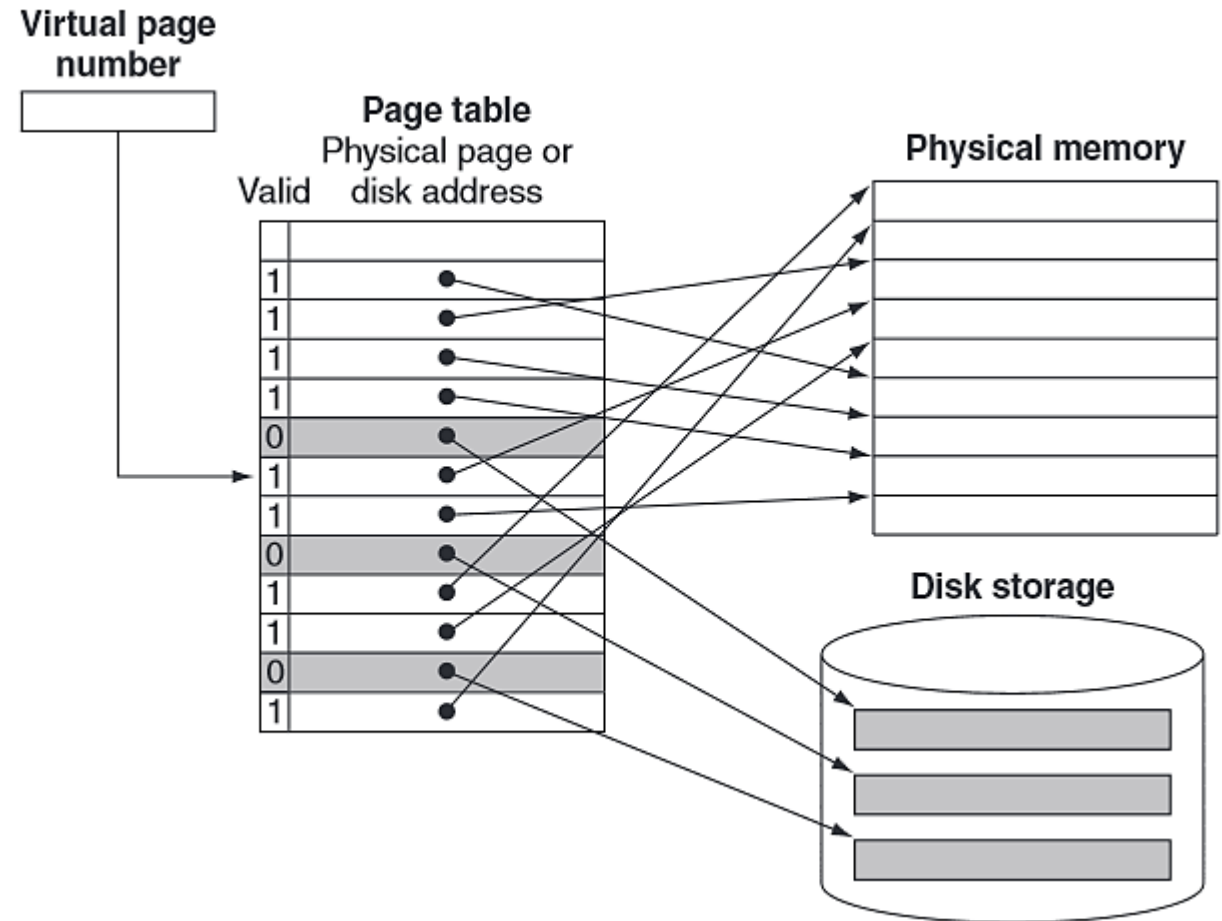 Virtual page
number
Page table
Physical page or
Valid disk address
Physical memory
1
1
1
1
0
1
1
0
1
1
0
1
Disk storage